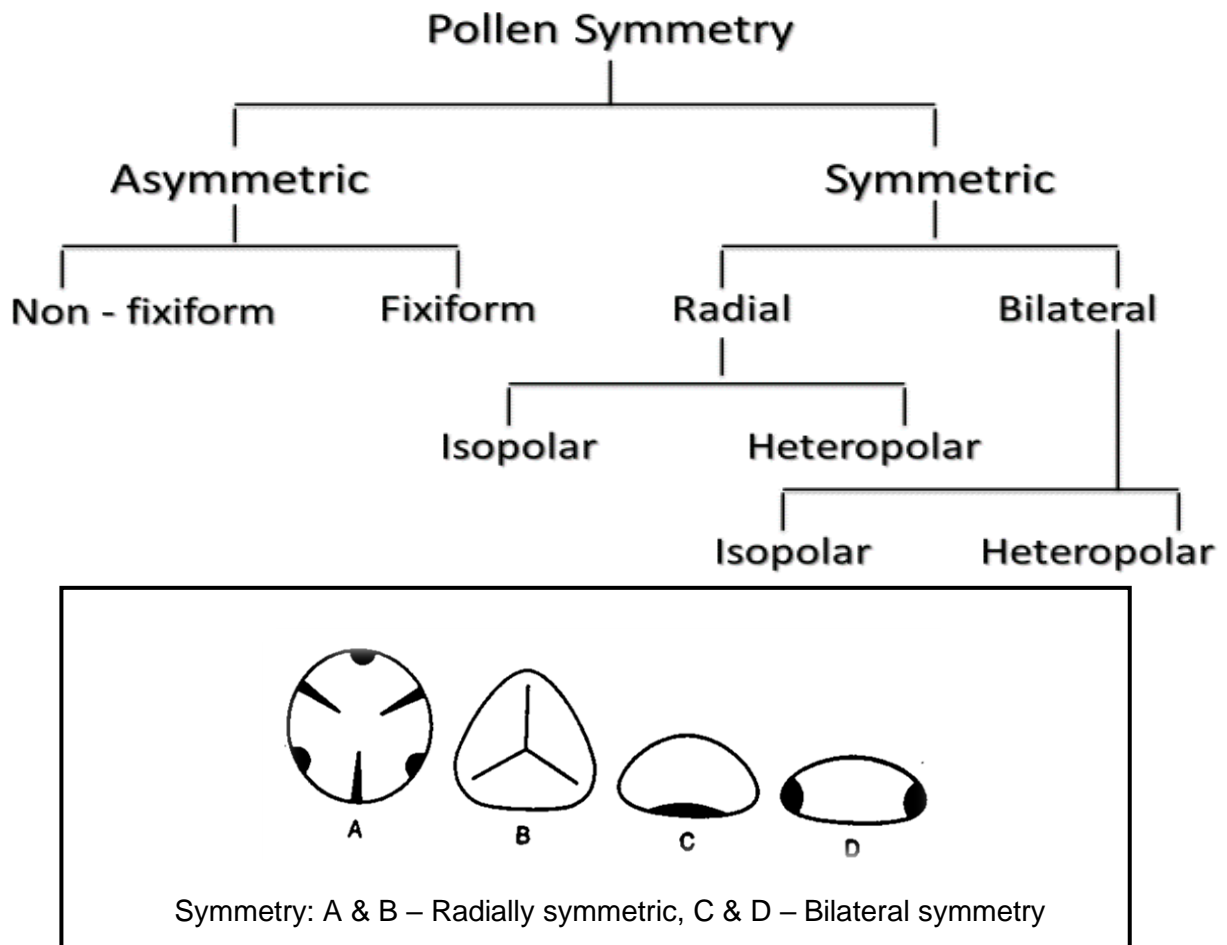 Pollen Symmetry
Asymmetric Symmetric
Non - fixiform Fixiform Radial Bilateral
Isopolar Heteropolar
Isopolar Heteropolar
A B C D
Symmetry: A & B – Radially symmetric, C & D – Bilateral symmetry